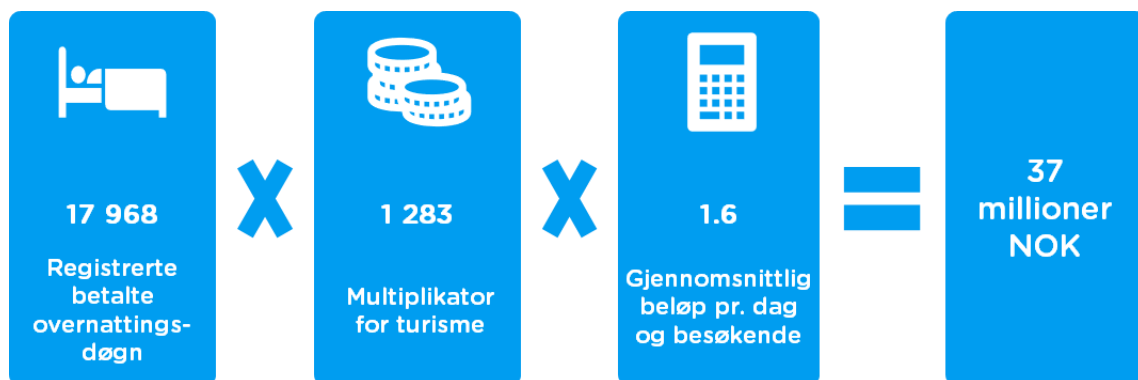 17 968
Registrerte
betalte
overnattings-
døgn
X
1 283
Multiplikator
for turisme
X
1.6
Gjennomsnittlig
beløp pr. dag
og besøkende
=
37
millioner
NOK